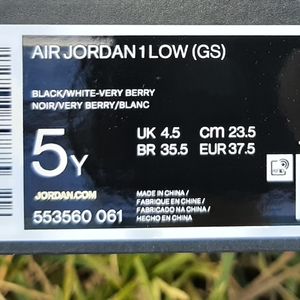 AIR JORDAN 1 LOW (GS)
BLACK/WHITE-VERY BERRY
NOIR/VERY BERRY/BLANC
5Y
UK 4.5 cm 23.5
BR 35.5 EUR 37.5
JORDAN.COM
553560 061
MADE IN CHINA /
FABRIQUE EN CHINE /
FABRICADO NA CHINA /
HECHO EN CHINA